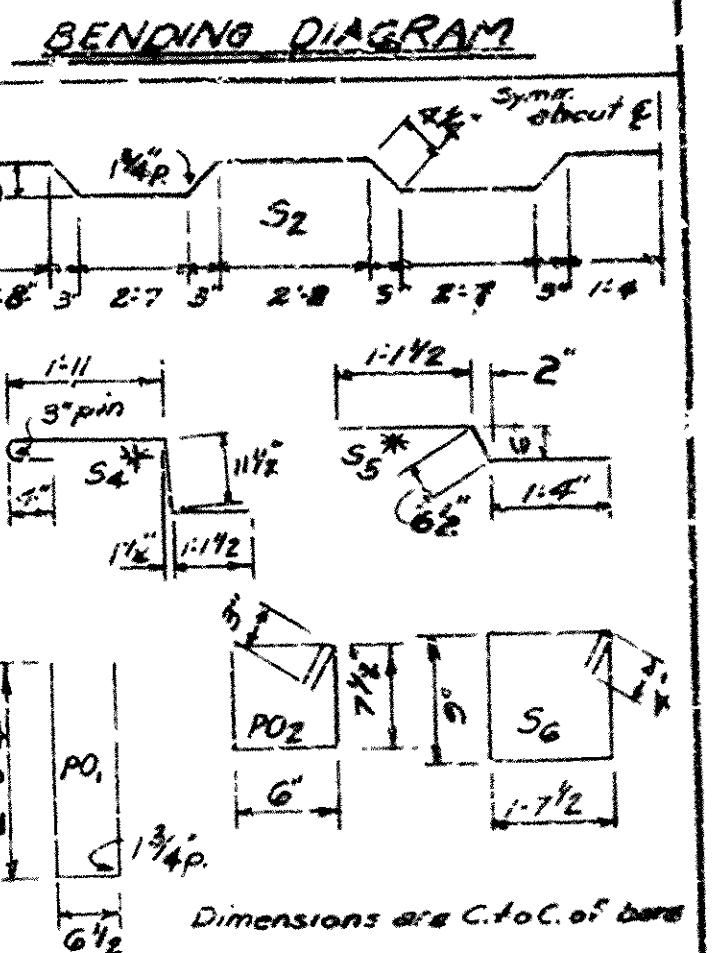 BENDING DIAGRAM
Symm.
about ℄
1¾"p.
S2
3" 2'-7 3" 2'-8 3" 2-7 3" 1'-4
1'-11
3" pin
S4*
11½"
1½" 1'-1½
1'-1½
2"
S5*
6½"
1'-4"
3"
PO2
7½"
6"
9"
S6
1-7½
PO1
1¾"p.
6½
Dimensions are C. to C. of bars